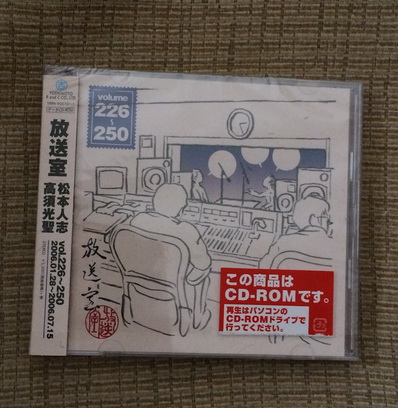 放送室
松本人志
高須光聖
vol.226~250
2006.01.28~2006.07.15
volume
226
~
250
放送室
この商品は
CD-ROMです。
再生はパソコンの
CD-ROMドライブで
行ってください。